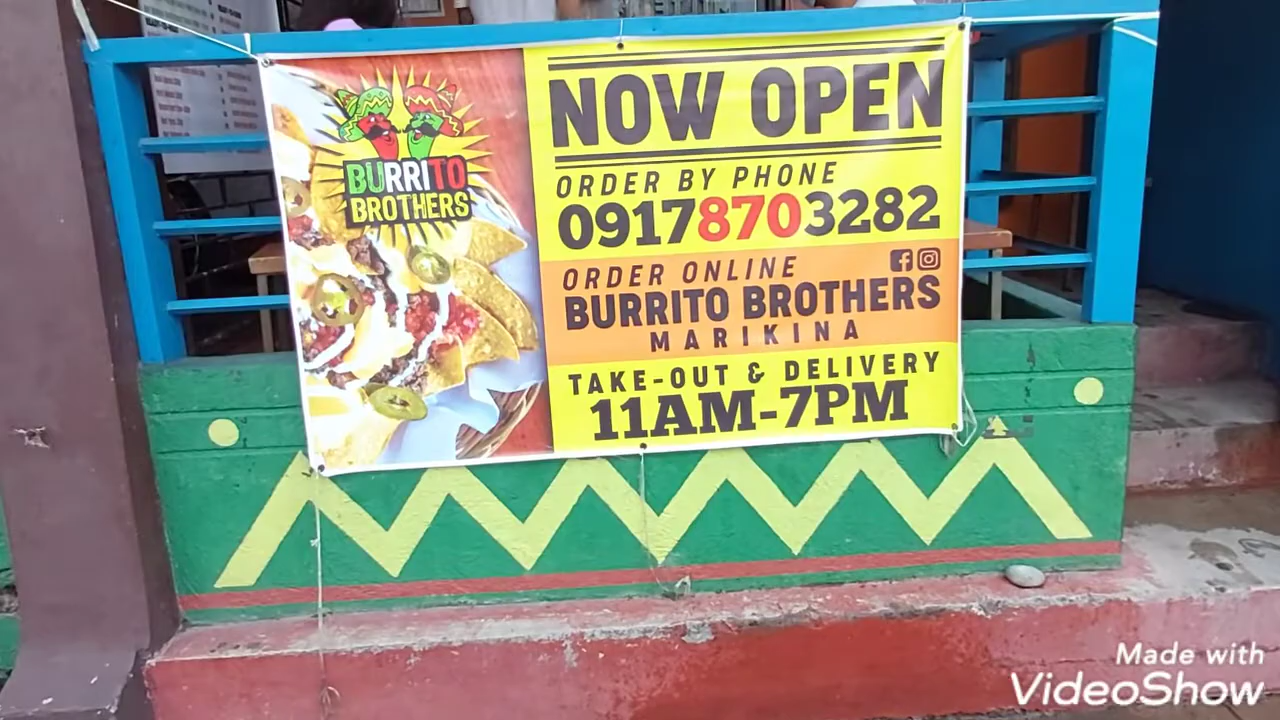 BURRITO
BROTHERS
NOW OPEN
ORDER BY PHONE
09178703282
ORDER ONLINE
BURRITO BROTHERS
MARIKINA
TAKE-OUT & DELIVERY
11AM-7PM
Made with
VideoShow